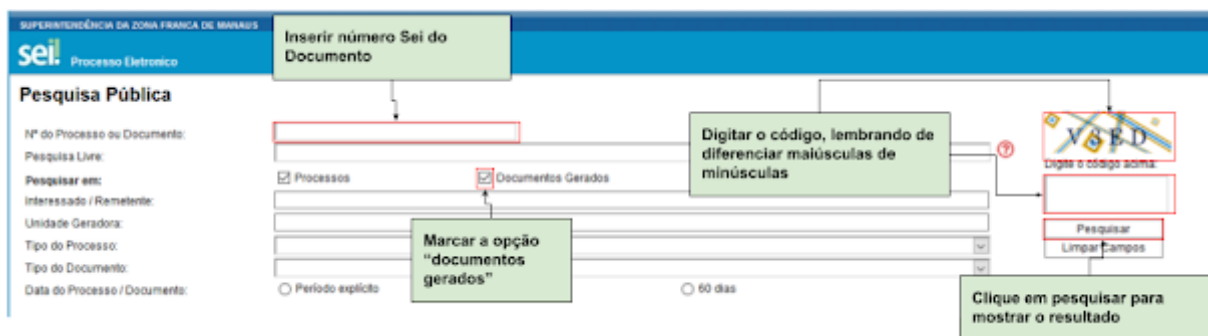 SUPERINTENDÊNCIA DA ZONA FRANCA DE MANAUS
sei! Processo Eletronico
Inserir número Sei do
Documento
Pesquisa Pública
Nº do Processo ou Documento:
Pesquisa Livre:
Pesquisar em:
Processos
Documentos Gerados
Interessado / Remetente:
Unidade Geradora:
Tipo do Processo:
Tipo do Documento:
Data do Processo / Documento:
Período explícito
60 dias
Marcar a opção
“documentos
gerados”
Digitar o código, lembrando de
diferenciar maiúsculas de
minúsculas
?
VSED
Digite o código acima:
Pesquisar
Limpar Campos
Clique em pesquisar para
mostrar o resultado